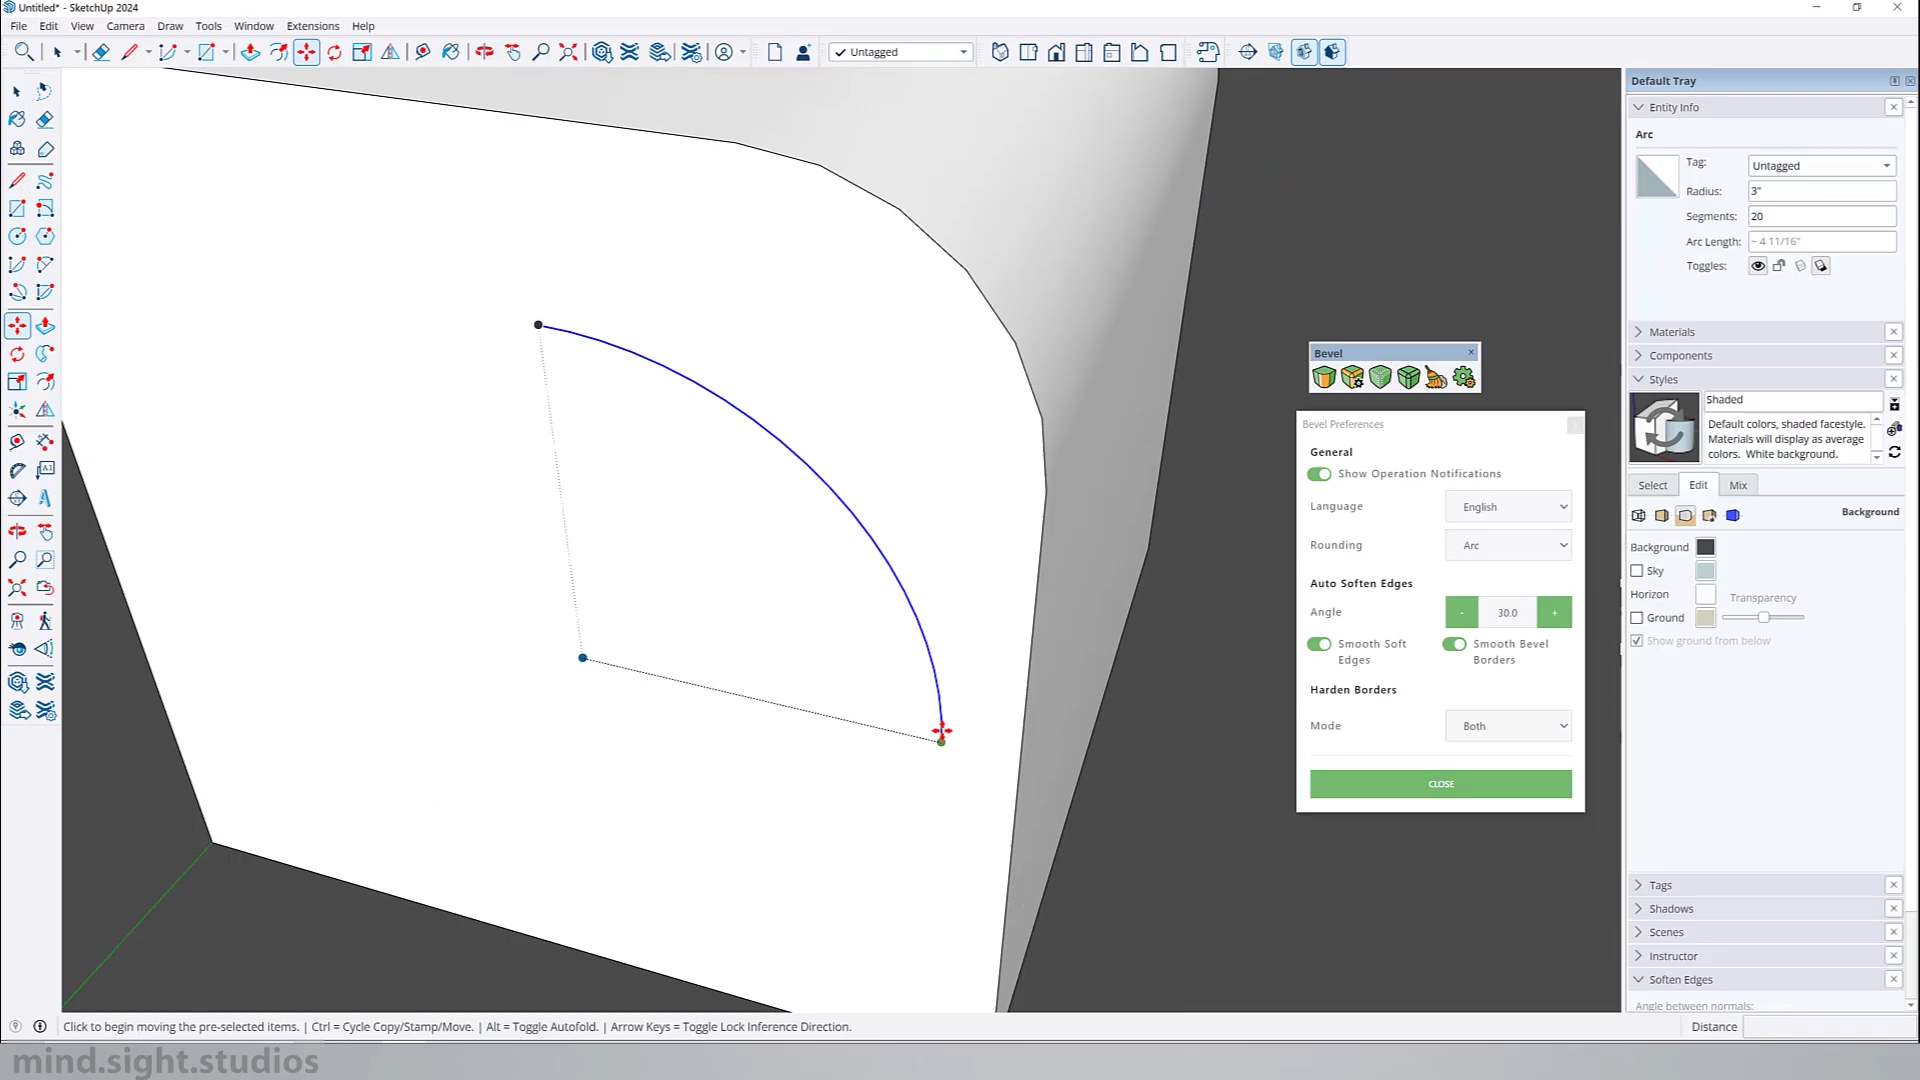 Untitled* - SketchUp 2024
File Edit View Camera Draw Tools Window Extensions Help
Untagged
Default Tray
Entity Info
Arc
Tag: Untagged
Radius: 3"
Segments: 20
Arc Length: ~ 4 11/16"
Toggles:
Materials
Components
Styles
Shaded
Default colors, shaded facestyle.
Materials will display as average
colors. White background.
Select Edit Mix
Background
Background
Sky
Horizon Transparency
Ground
Show ground from below
Tags
Shadows
Scenes
Instructor
Soften Edges
Angle between normals:
Bevel
Bevel Preferences
General
Show Operation Notifications
Language English
Rounding Arc
Auto Soften Edges
Angle - 30.0 +
Smooth Soft Edges
Smooth Bevel Borders
Harden Borders
Mode Both
CLOSE
Click to begin moving the pre-selected items. | Ctrl = Cycle Copy/Stamp/Move. | Alt = Toggle Autofold. | Arrow Keys = Toggle Lock Inference Direction.
Distance
mind.sight.studios